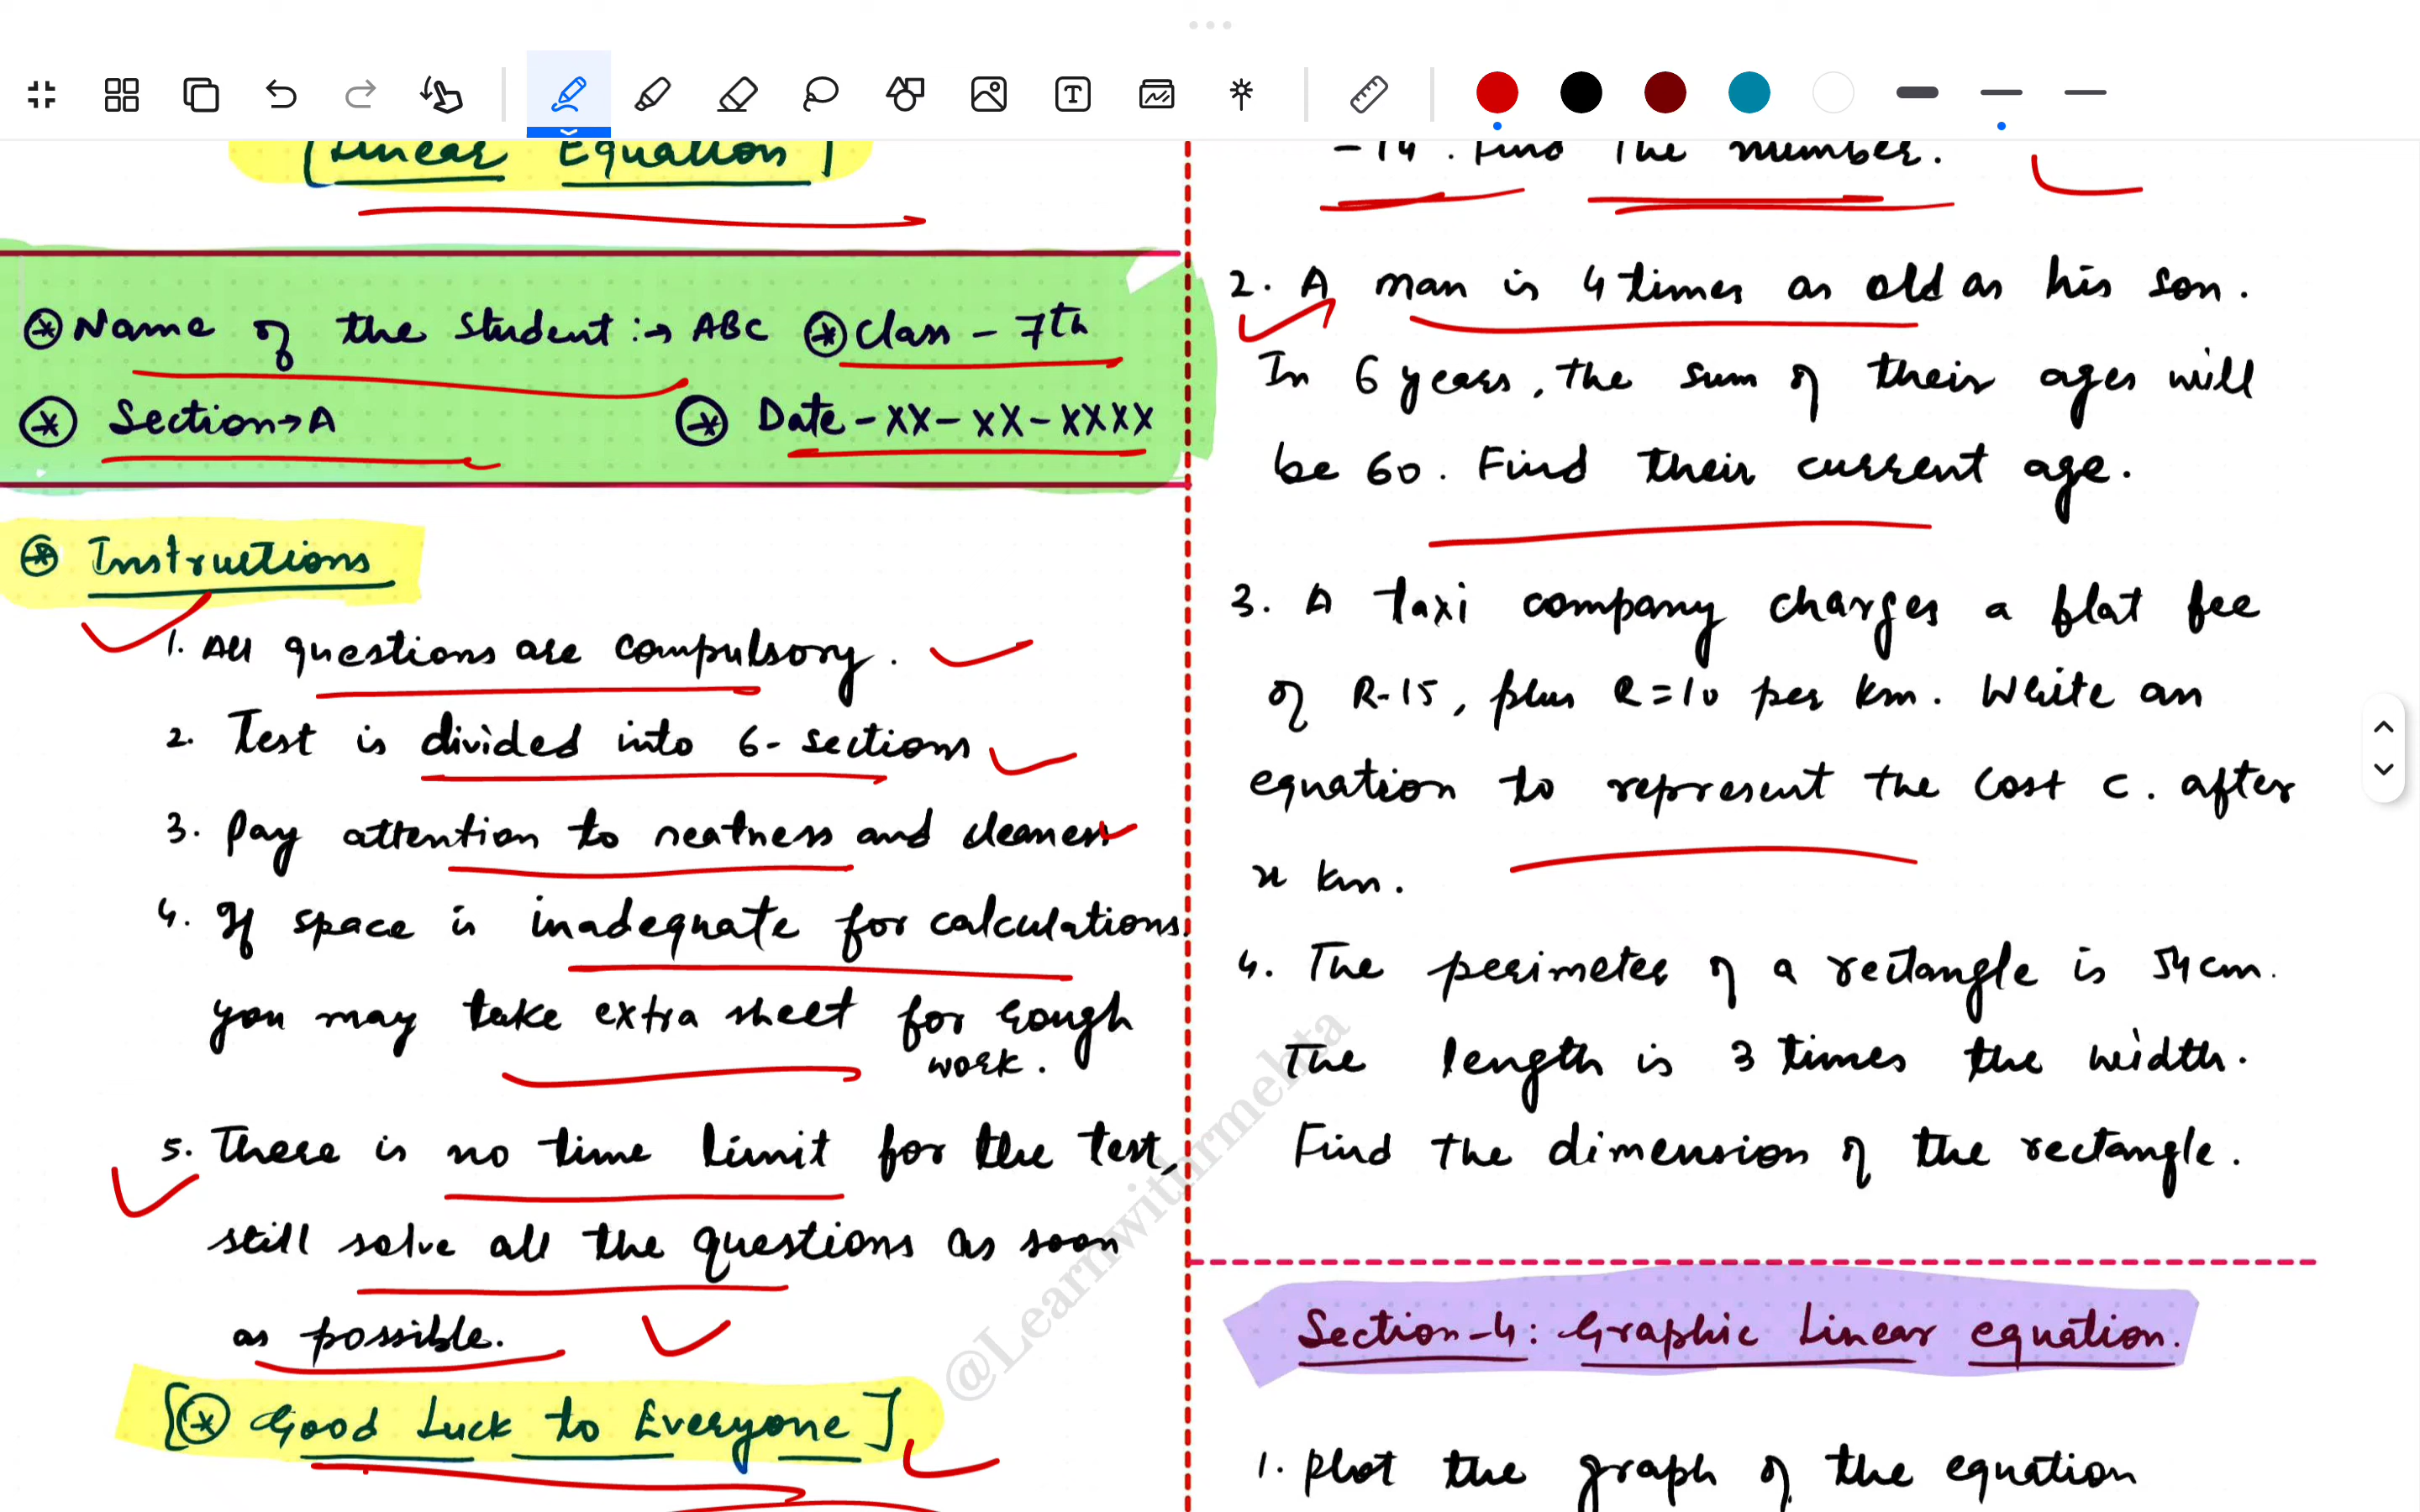 [Linear Equation]
⊛ Name of the Student :→ ABC ⊛ Class - 7th
⊛ Section → A ⊛ Date - XX - XX - XXXX
⊛ Instructions
1. All questions are compulsory.
2. Test is divided into 6- sections
3. Pay attention to neatness and cleaness
4. If space is inadequate for calculations.
you may take extra sheet for rough
work.
5. There is no time limit for the test,
still solve all the questions as soon
as possible.
[⊛ Good Luck to Everyone]
-14. Find the number.
2. A man is 4 times as old as his son.
In 6 years, the sum of their ages will
be 60. Find their current age.
3. A taxi company charges a flat fee
of R-15, plus R=10 per km. Write an
equation to represent the cost c. after
x km.
4. The perimeter of a rectangle is 54cm.
The length is 3 times the width.
Find the dimension of the rectangle.
Section-4: Graphic Linear equation.
1. Plot the graph of the equation
@Learnwithrmehta